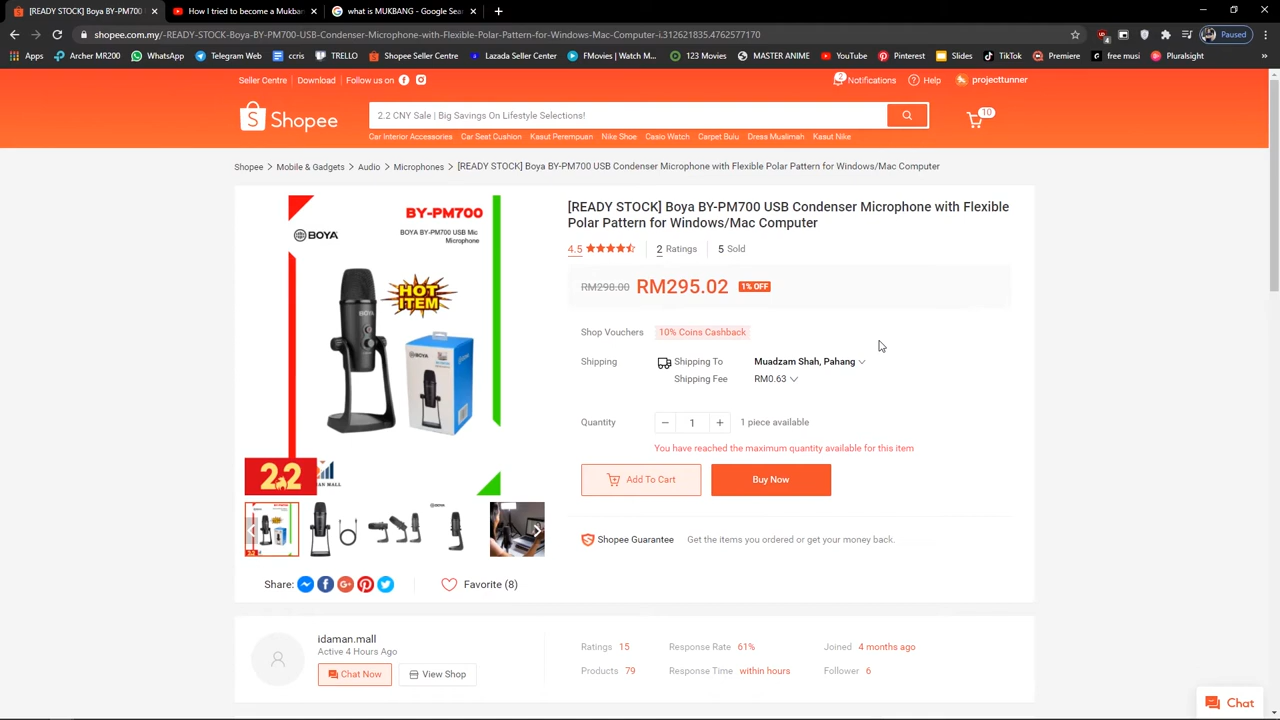 [READY STOCK] Boya BY-PM700
How I tried to become a Mukban
what is MUKBANG - Google Sea
shopee.com.my/-READY-STOCK-Boya-BY-PM700-USB-Condenser-Microphone-with-Flexible-Polar-Pattern-for-Windows-Mac-Computer-i.312621835.4762577170
Paused
Apps Archer MR200 WhatsApp Telegram Web ccris TRELLO Shopee Seller Centre Lazada Seller Center FMovies | Watch M... 123 Movies MASTER ANIME YouTube Pinterest Slides TikTok Premiere free musi Pluralsight
Seller Centre Download Follow us on
2 Notifications Help projecttunner
Shopee
2.2 CNY Sale | Big Savings On Lifestyle Selections!
10
Car Interior Accessories Car Seat Cushion Kasut Perempuan Nike Shoe Casio Watch Carpet Bulu Dress Muslimah Kasut Nike
Shopee > Mobile & Gadgets > Audio > Microphones > [READY STOCK] Boya BY-PM700 USB Condenser Microphone with Flexible Polar Pattern for Windows/Mac Computer
BY-PM700
BOYA
BOYA BY-PM700 USB Mic
Microphone
HOT
ITEM
BOYA
BOYA
2.2
MALL
[READY STOCK] Boya BY-PM700 USB Condenser Microphone with Flexible
Polar Pattern for Windows/Mac Computer
4.5 2 Ratings 5 Sold
RM298.00 RM295.02 1% OFF
Shop Vouchers 10% Coins Cashback
Shipping Shipping To Muadzam Shah, Pahang
Shipping Fee RM0.63
Quantity 1 1 piece available
You have reached the maximum quantity available for this item
Add To Cart Buy Now
Shopee Guarantee Get the items you ordered or get your money back.
Share: Favorite (8)
idaman.mall
Active 4 Hours Ago
Chat Now View Shop
Ratings 15 Response Rate 61% Joined 4 months ago
Products 79 Response Time within hours Follower 6
Chat